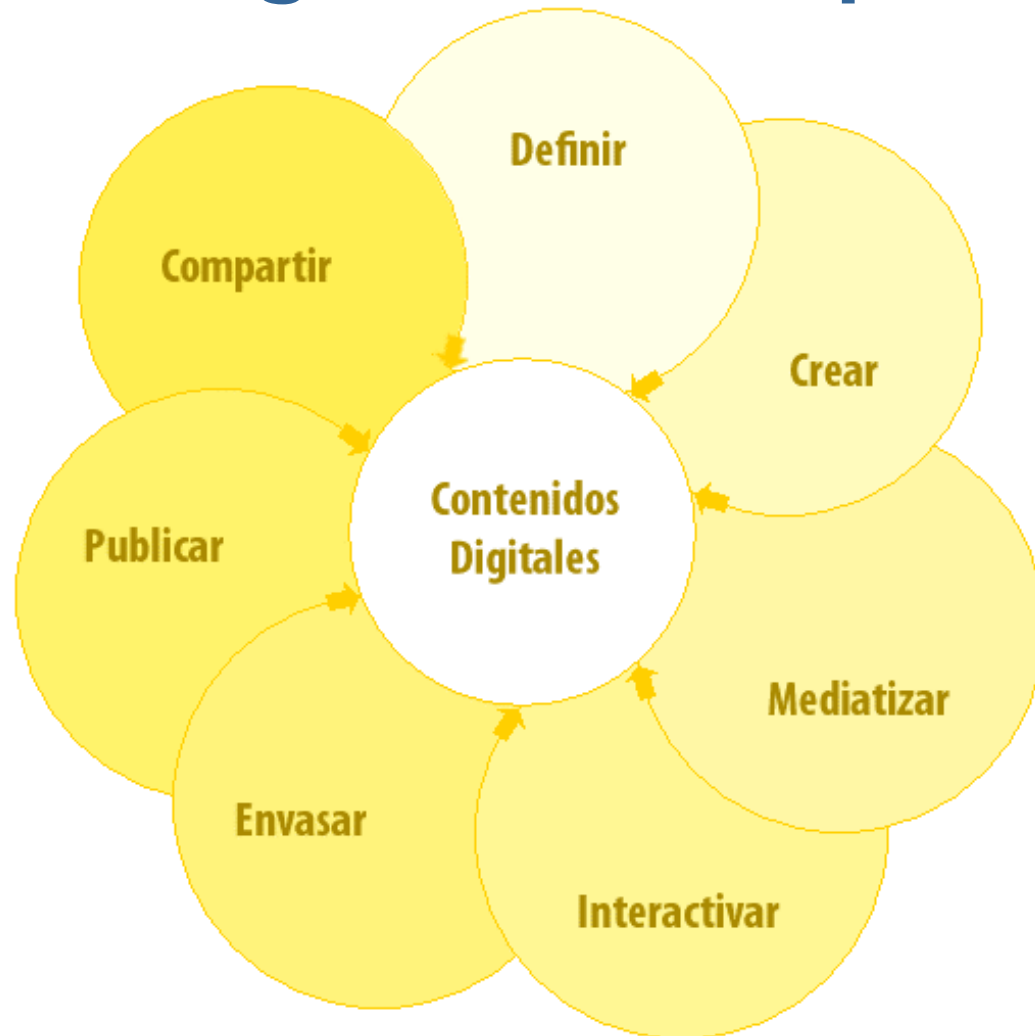 Definir
Compartir
Crear
Contenidos
Digitales
Publicar
Mediatizar
Envasar
Interactivar